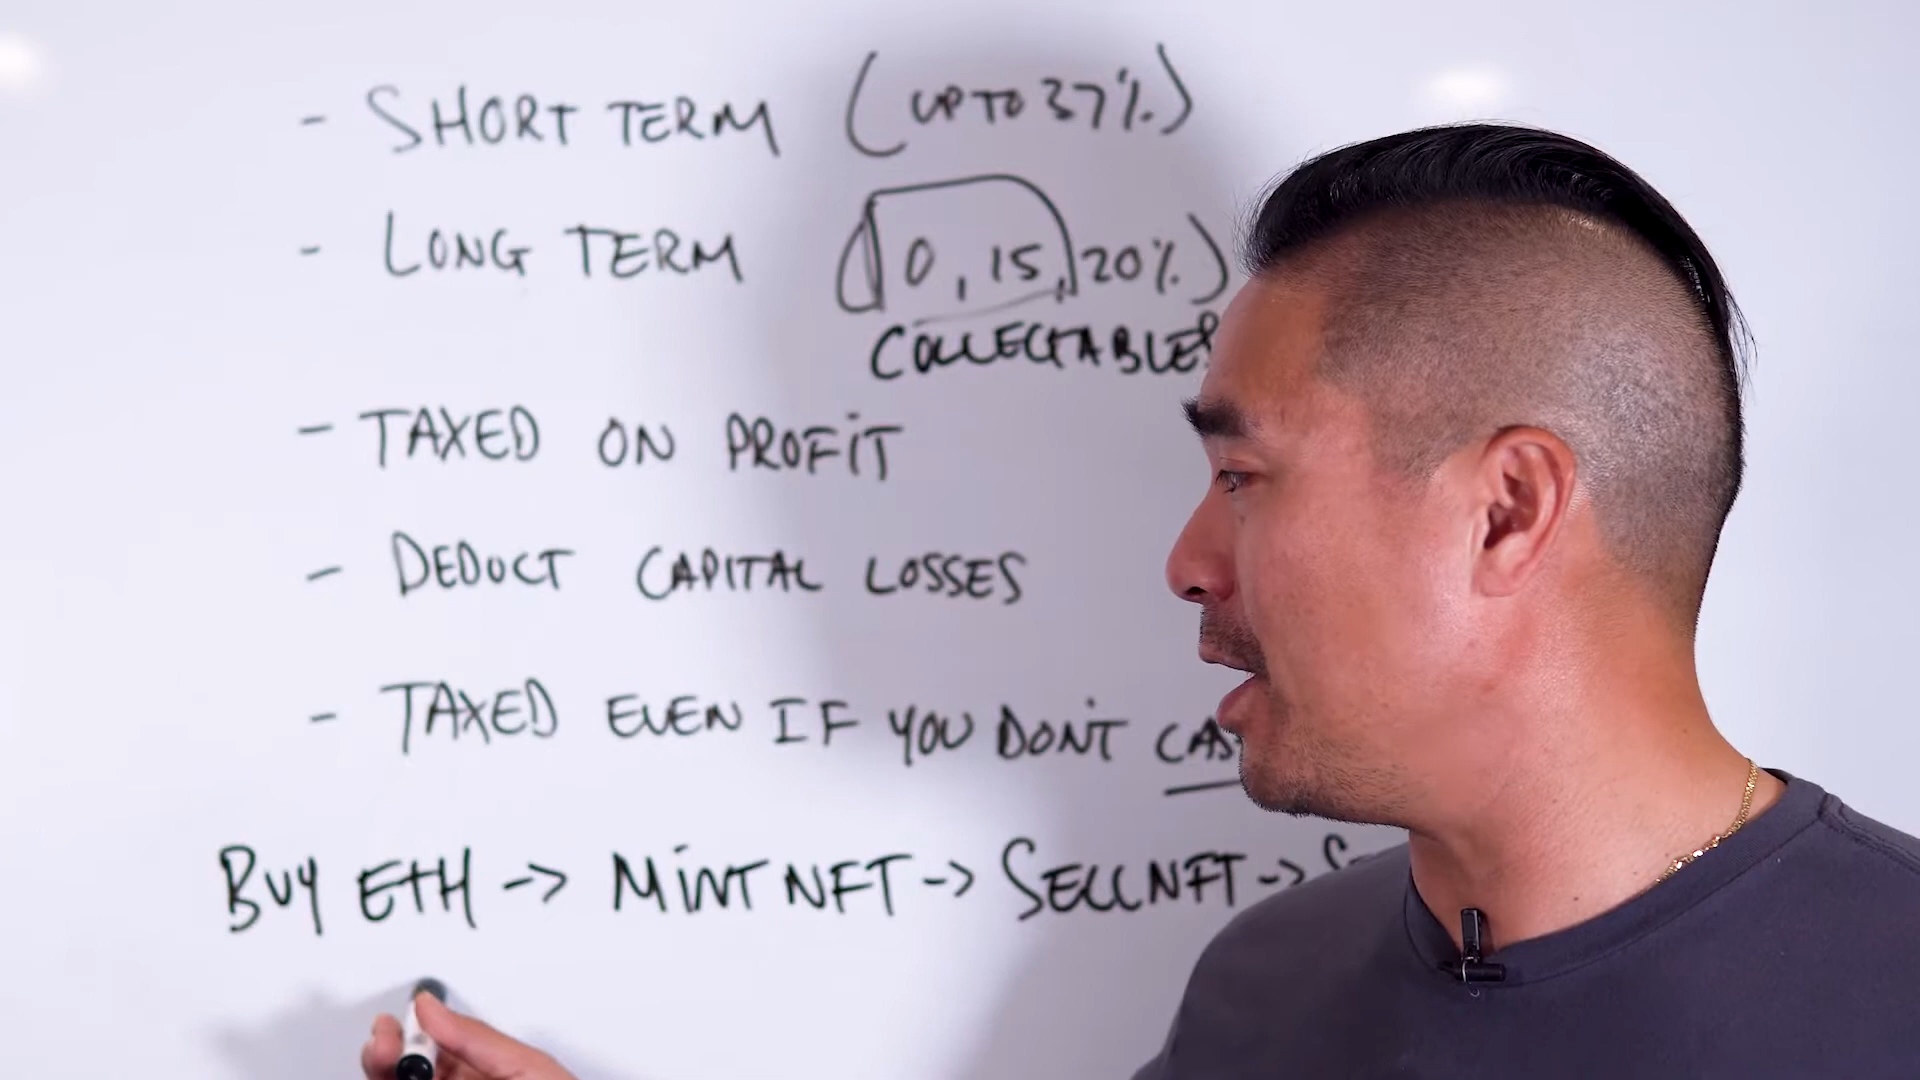 - SHORT TERM (UP TO 37%)
- LONG TERM (0, 15, 20%)
COLLECTABLES
- TAXED ON PROFIT
- DEDUCT CAPITAL LOSSES
- TAXED EVEN IF YOU DON'T
BUY ETH -> MINT NFT -> SELL NFT ->